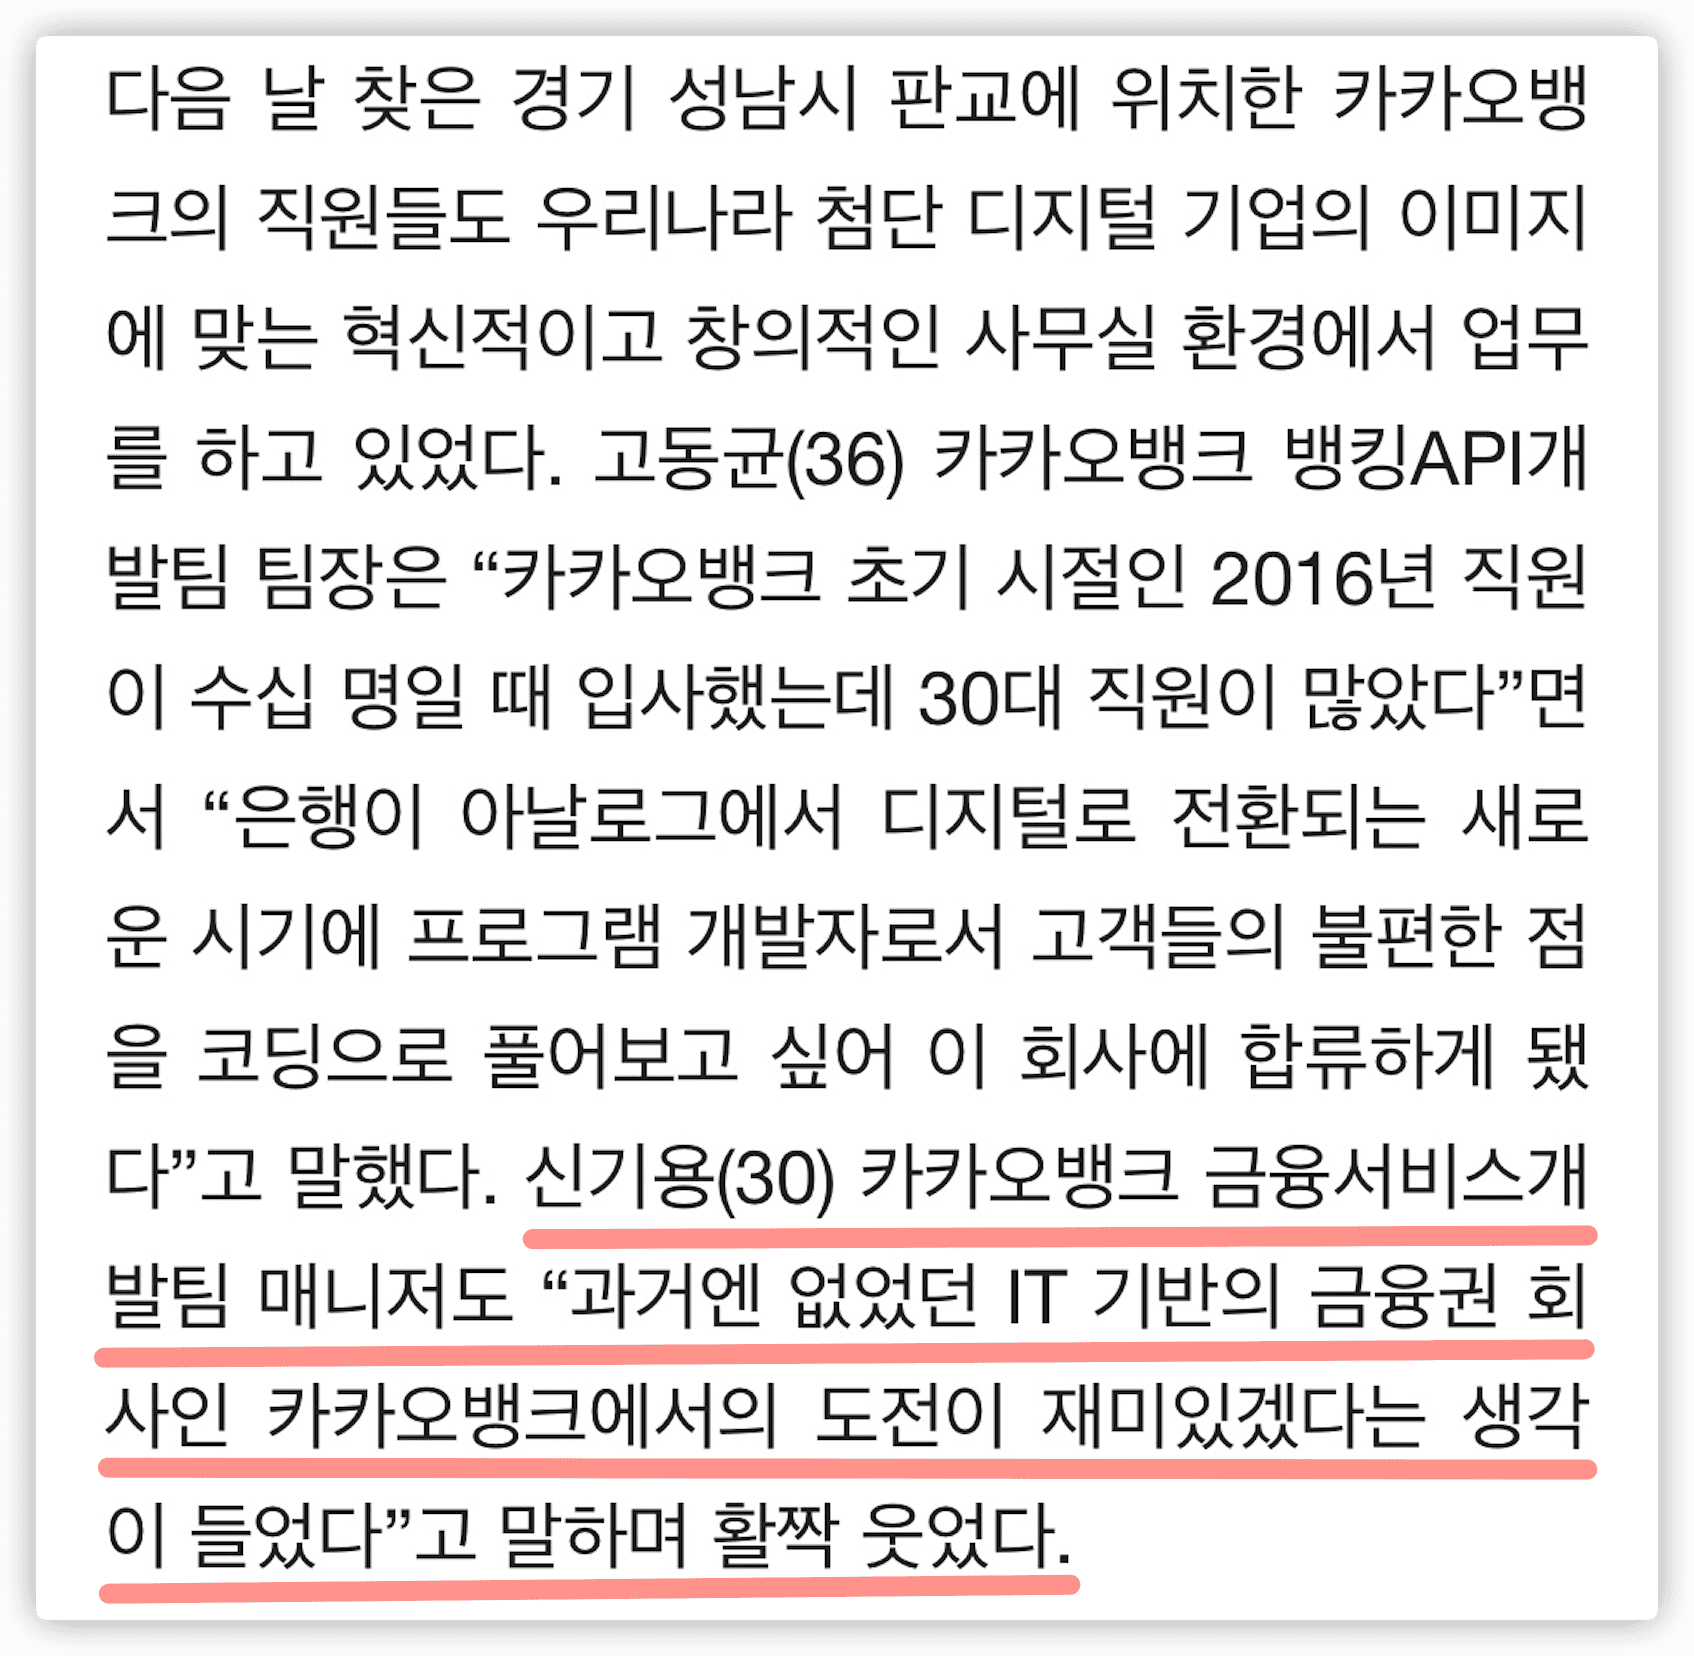 다음 날 찾은 경기 성남시 판교에 위치한 카카오뱅
크의 직원들도 우리나라 첨단 디지털 기업의 이미지
에 맞는 혁신적이고 창의적인 사무실 환경에서 업무
를 하고 있었다. 고동균(36) 카카오뱅크 뱅킹API개
발팀 팀장은 “카카오뱅크 초기 시절인 2016년 직원
이 수십 명일 때 입사했는데 30대 직원이 많았다”면
서 “은행이 아날로그에서 디지털로 전환되는 새로
운 시기에 프로그램 개발자로서 고객들의 불편한 점
을 코딩으로 풀어보고 싶어 이 회사에 합류하게 됐
다”고 말했다. 신기용(30) 카카오뱅크 금융서비스개
발팀 매니저도 “과거엔 없었던 IT 기반의 금융권 회
사인 카카오뱅크에서의 도전이 재미있겠다는 생각
이 들었다”고 말하며 활짝 웃었다.